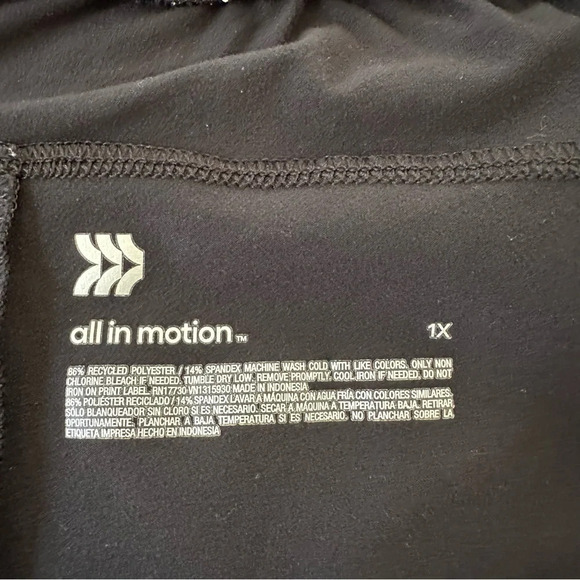 all in motion™ 1X
86% RECYCLED POLYESTER / 14% SPANDEX MACHINE WASH COLD WITH LIKE COLORS. ONLY NON
CHLORINE BLEACH IF NEEDED. TUMBLE DRY LOW. REMOVE PROMPTLY. COOL IRON IF NEEDED. DO NOT
IRON ON PRINT LABEL. RN17730 VN1315930 MADE IN INDONESIA
86% POLIÉSTER RECICLADO / 14% SPANDEX LAVAR A MÁQUINA CON AGUA FRÍA CON COLORES SIMILARES.
SÓLO BLANQUEADOR SIN CLORO SI ES NECESARIO. SECAR A MÁQUINA A TEMPERATURA BAJA. RETIRAR
OPORTUNAMENTE. PLANCHAR A BAJA TEMPERATURA SI ES NECESARIO. NO PLANCHAR SOBRE LA
ETIQUETA IMPRESA HECHO EN INDONESIA